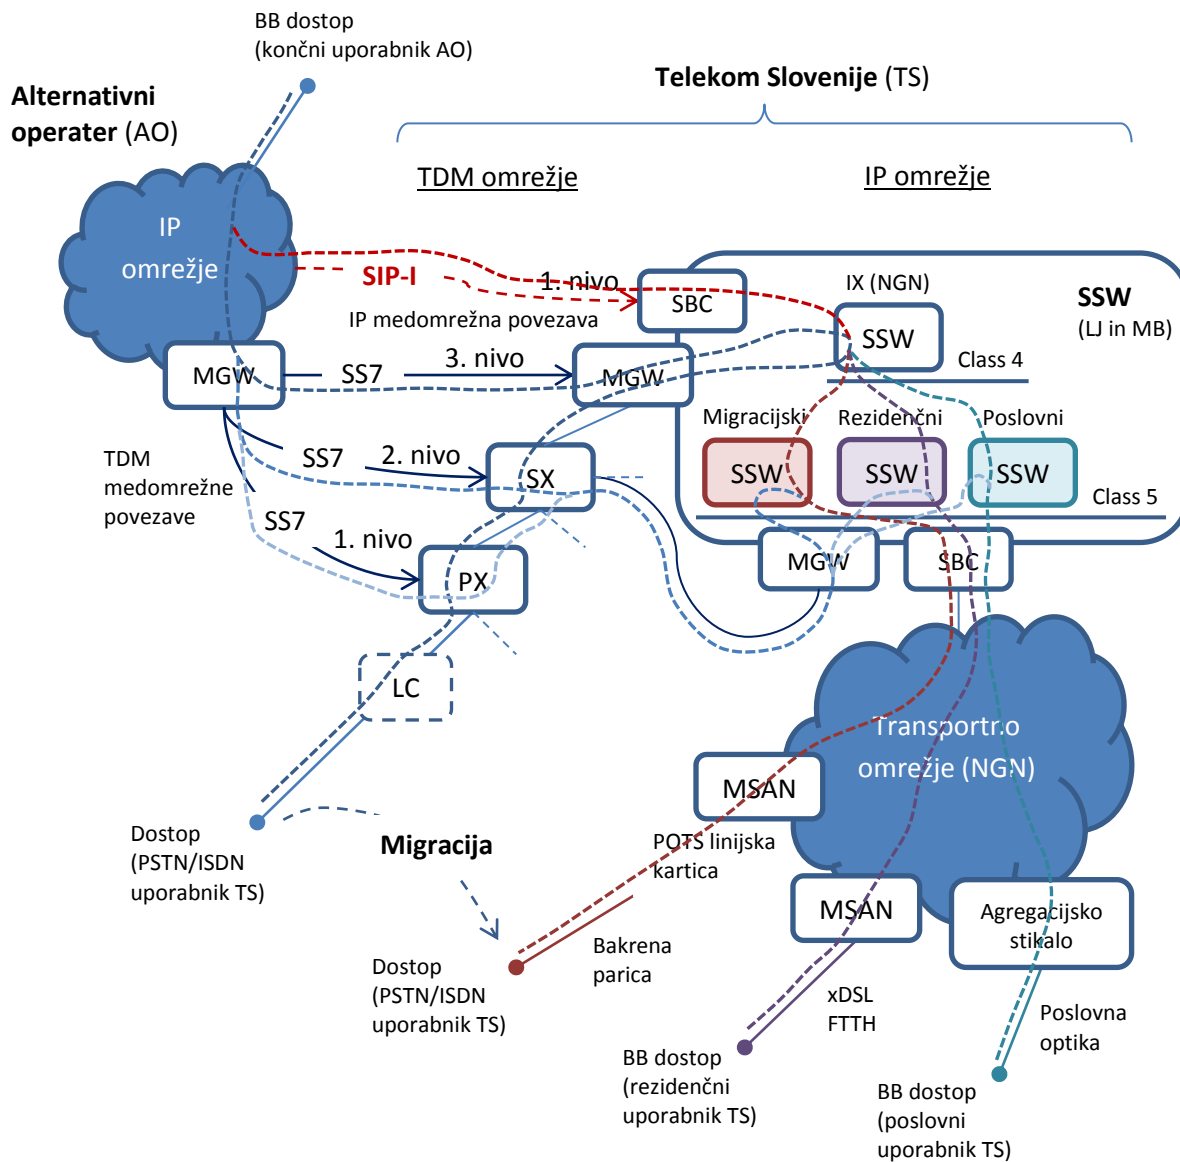 BB dostop
(končni uporabnik AO)
Alternativni
operater (AO)
Telekom Slovenije (TS)
TDM omrežje
IP omrežje
IP
omrežje
SIP-I
1. nivo
SBC
IX (NGN)
SSW
(LJ in MB)
IP medomrežna povezava
SSW
Class 4
MGW
SS7
3. nivo
MGW
Migracijski
Rezidenčni
Poslovni
TDM
medomrežne
povezave
SS7
2. nivo
SX
SSW
SSW
SSW
Class 5
SS7
1. nivo
PX
MGW
SBC
LC
Transportno
omrežje (NGN)
MSAN
Dostop
(PSTN/ISDN
uporabnik TS)
Migracija
POTS linijska
kartica
MSAN
Agregacijsko
stikalo
Bakrena
parica
Dostop
(PSTN/ISDN
uporabnik TS)
xDSL
FTTH
Poslovna
optika
BB dostop
(rezidenčni
uporabnik TS)
BB dostop
(poslovni
uporabnik TS)